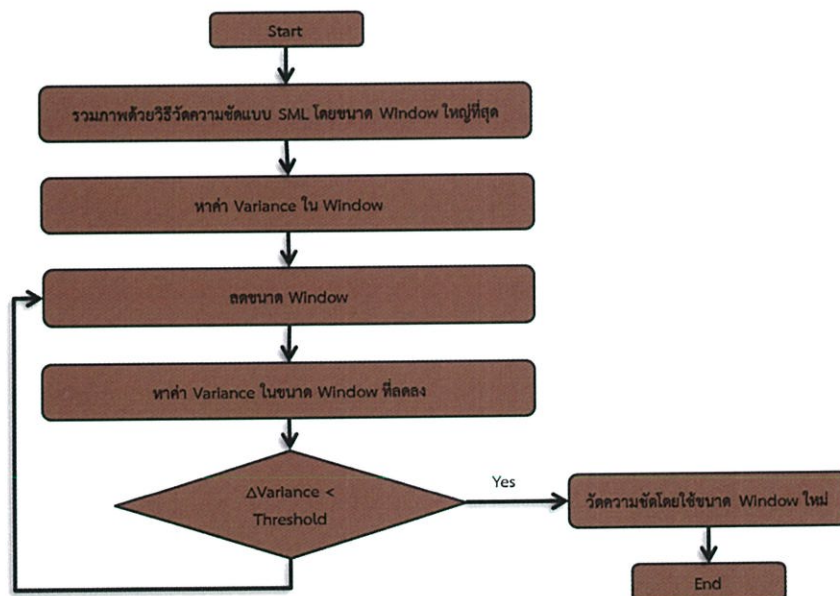 Start
รวมภาพด้วยวิธีวัดความชัดแบบ SML โดยขนาด Window ใหญ่ที่สุด
หาค่า Variance ใน Window
ลดขนาด Window
หาค่า Variance ในขนาด Window ที่ลดลง
ΔVariance <
Threshold
Yes
วัดความชัดโดยใช้ขนาด Window ใหม่
End